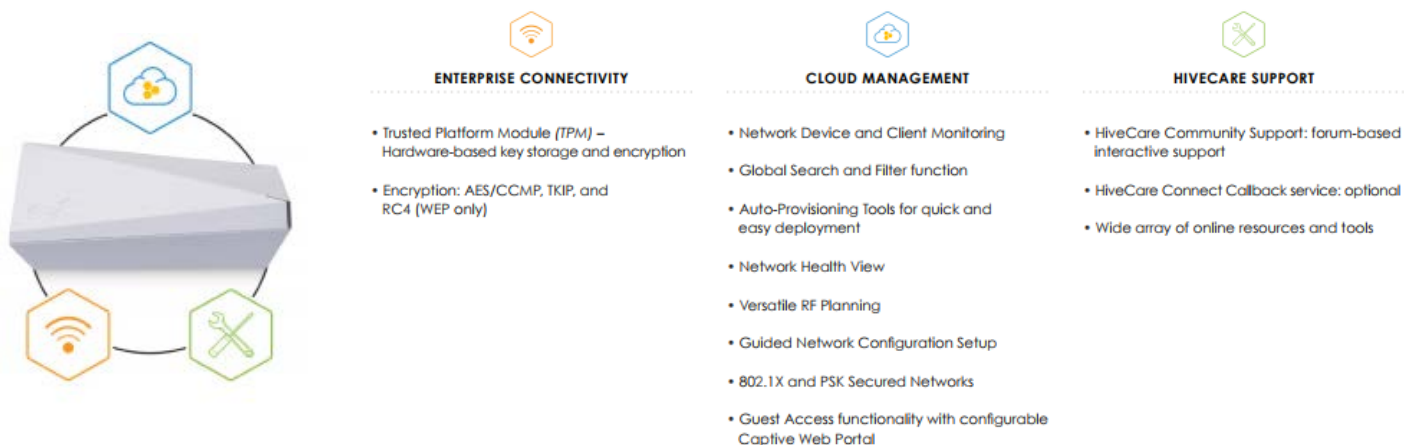 ENTERPRISE CONNECTIVITY
• Trusted Platform Module (TPM) –
Hardware-based key storage and encryption
• Encryption: AES/CCMP, TKIP, and
RC4 (WEP only)
CLOUD MANAGEMENT
• Network Device and Client Monitoring
• Global Search and Filter function
• Auto-Provisioning Tools for quick and
easy deployment
• Network Health View
• Versatile RF Planning
• Guided Network Configuration Setup
• 802.1X and PSK Secured Networks
• Guest Access functionality with configurable
Captive Web Portal
HIVECARE SUPPORT
• HiveCare Community Support: forum-based
interactive support
• HiveCare Connect Callback service: optional
• Wide array of online resources and tools